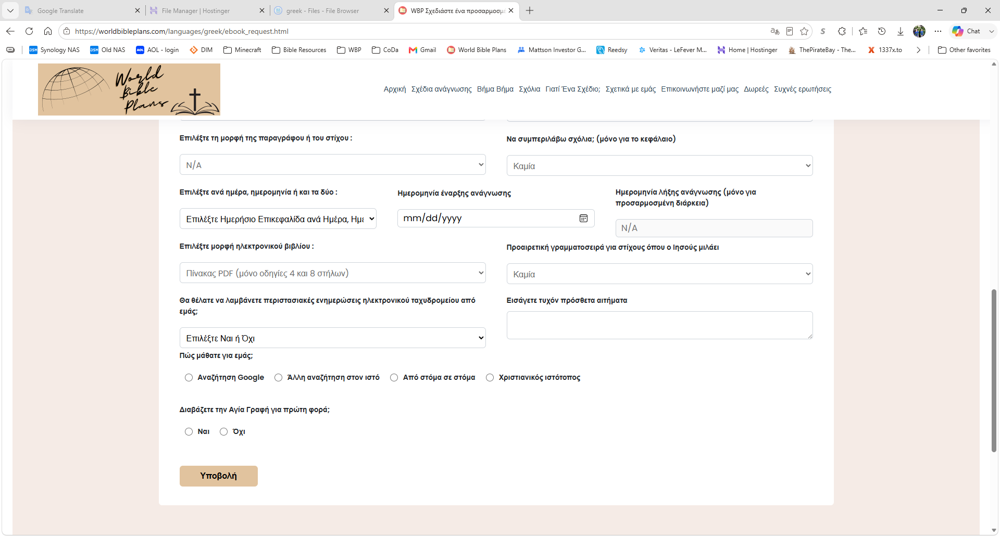 Google Translate
File Manager | Hostinger
greek - Files - File Browser
WBP Σχεδιάστε ένα προσαρμοσμέ
https://worldbibleplans.com/languages/greek/ebook_request.html
Chat
Synology NAS
Old NAS
AOL - login
DIM
Minecraft
Bible Resources
WBP
CoDa
Gmail
World Bible Plans
Mattson Investor G...
Reedsy
Veritas - LeFever M...
Home | Hostinger
ThePirateBay - The...
1337x.to
Other favorites
World
Bible
Plans
Αρχική Σχέδια ανάγνωσης Βήμα Βήμα Σχόλια Γιατί Ένα Σχέδιο; Σχετικά με εμάς Επικοινωνήστε μαζί μας Δωρεές Συχνές ερωτήσεις
Επιλέξτε τη μορφή της παραγράφου ή του στίχου :
N/A
Να συμπεριλάβω σχόλια; (μόνο για το κεφάλαιο)
Καμία
Επιλέξτε ανά ημέρα, ημερομηνία ή και τα δύο :
Επιλέξτε Ημερήσιο Επικεφαλίδα ανά Ημέρα, Ημε
Ημερομηνία έναρξης ανάγνωσης
mm/dd/yyyy
Ημερομηνία λήξης ανάγνωσης (μόνο για
προσαρμοσμένη διάρκεια)
N/A
Επιλέξτε μορφή ηλεκτρονικού βιβλίου :
Πίνακας PDF (μόνο οδηγίες 4 και 8 στήλων)
Προαιρετική γραμματοσειρά για στίχους όπου ο Ιησούς μιλάει
Καμία
Θα θέλατε να λαμβάνετε περιστασιακές ενημερώσεις ηλεκτρονικού ταχυδρομείου από
εμάς;
Επιλέξτε Ναι ή Όχι
Εισάγετε τυχόν πρόσθετα αιτήματα
Πώς μάθατε για εμάς;
Αναζήτηση Google
Άλλη αναζήτηση στον ιστό
Από στόμα σε στόμα
Χριστιανικός ιστότοπος
Διαβάζετε την Αγία Γραφή για πρώτη φορά;
Ναι
Όχι
Υποβολή